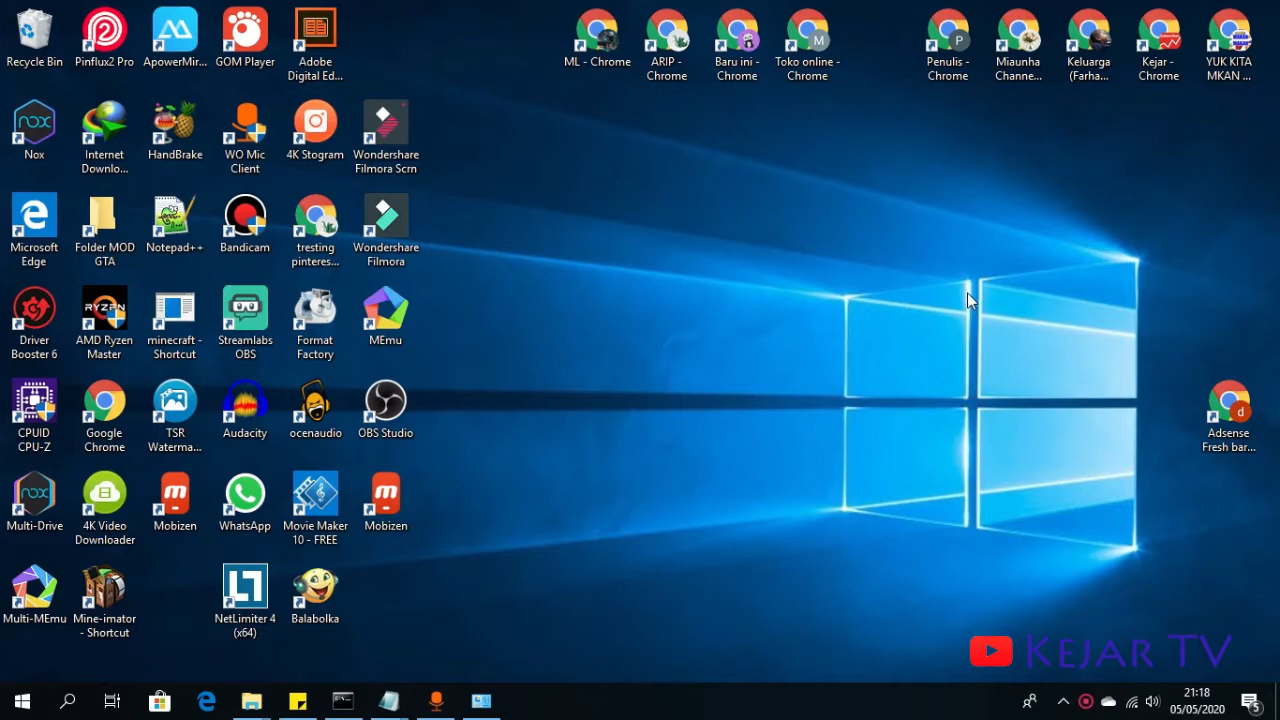 Recycle Bin
Pinflux2 Pro
ApowerMir...
GOM Player
Adobe
Digital Ed...
ML - Chrome
ARIP -
Chrome
Baru ini -
Chrome
Toko online -
Chrome
Penulis -
Chrome
Miaunha
Channe...
Keluarga
(Farha...
Kejar -
Chrome
YUK KITA
MKAN ...
Nox
Internet
Downlo...
HandBrake
WO Mic
Client
4K Stogram
Wondershare
Filmora Scrn
Microsoft
Edge
Folder MOD
GTA
Notepad++
Bandicam
tresting
pinteres...
Wondershare
Filmora
Driver
Booster 6
AMD Ryzen
Master
minecraft -
Shortcut
Streamlabs
OBS
Format
Factory
MEmu
CPUID
CPU-Z
Google
Chrome
TSR
Waterma...
Audacity
ocenaudio
OBS Studio
Adsense
Fresh bar...
Multi-Drive
4K Video
Downloader
Mobizen
WhatsApp
Movie Maker
10 - FREE
Mobizen
Multi-MEmu
Mine-imator
- Shortcut
NetLimiter 4
(x64)
Balabolka
KEJAR TV
21:18
05/05/2020
5